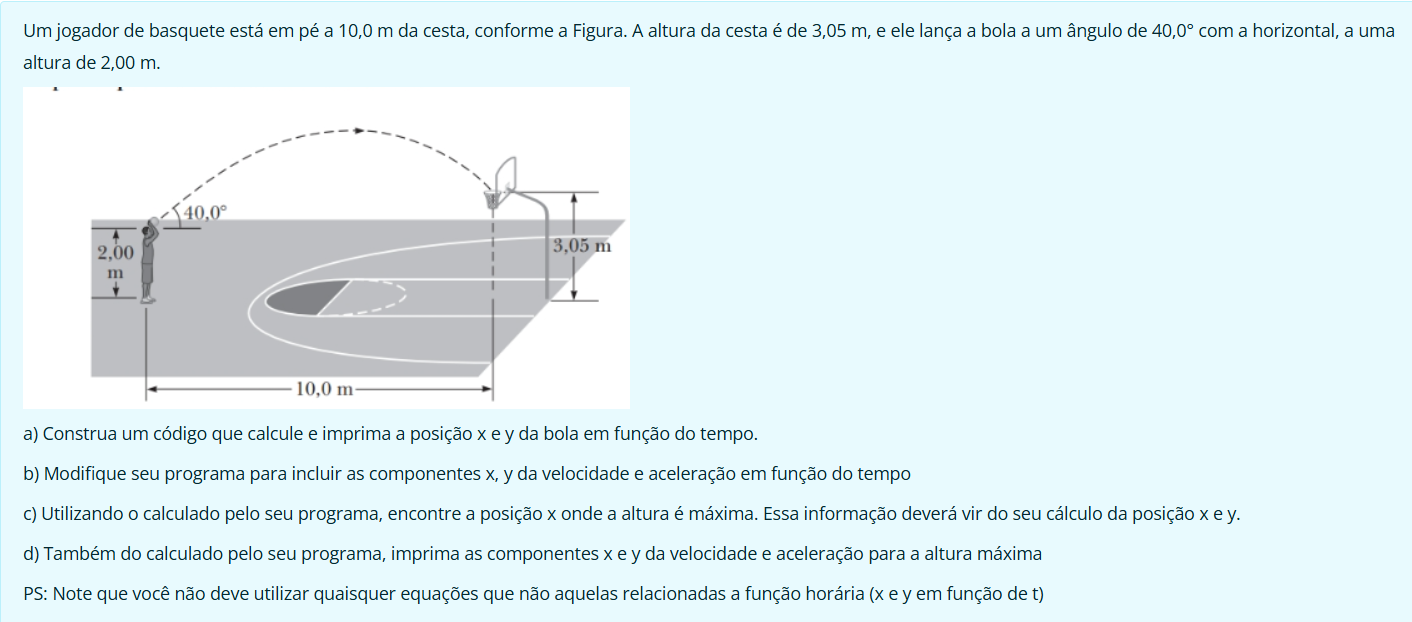 Um jogador de basquete está em pé a 10,0 m da cesta, conforme a Figura. A altura da cesta é de 3,05 m, e ele lança a bola a um ângulo de 40,0° com a horizontal, a uma
altura de 2,00 m.
40,0°
2,00
m
3,05 m
10,0 m
a) Construa um código que calcule e imprima a posição x e y da bola em função do tempo.
b) Modifique seu programa para incluir as componentes x, y da velocidade e aceleração em função do tempo
c) Utilizando o calculado pelo seu programa, encontre a posição x onde a altura é máxima. Essa informação deverá vir do seu cálculo da posição x e y.
d) Também do calculado pelo seu programa, imprima as componentes x e y da velocidade e aceleração para a altura máxima
PS: Note que você não deve utilizar quaisquer equações que não aquelas relacionadas a função horária (x e y em função de t)